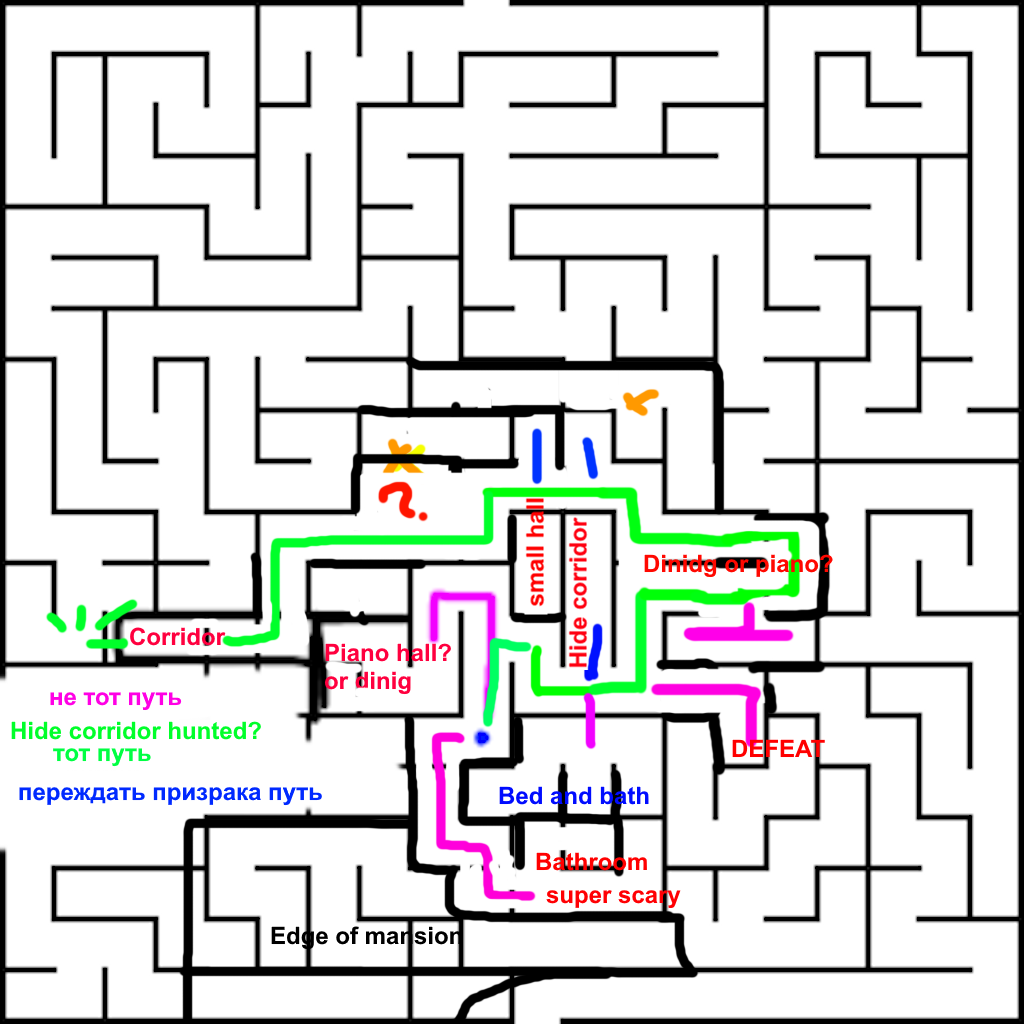 ?
small hall
Hide corridor
Dinidg or piano?
Corridor
Piano hall?
or dinig
не тот путь
Hide corridor hunted?
тот путь
DEFEAT
переждать призрака путь
Bed and bath
Bathroom
super scary
Edge of mansion